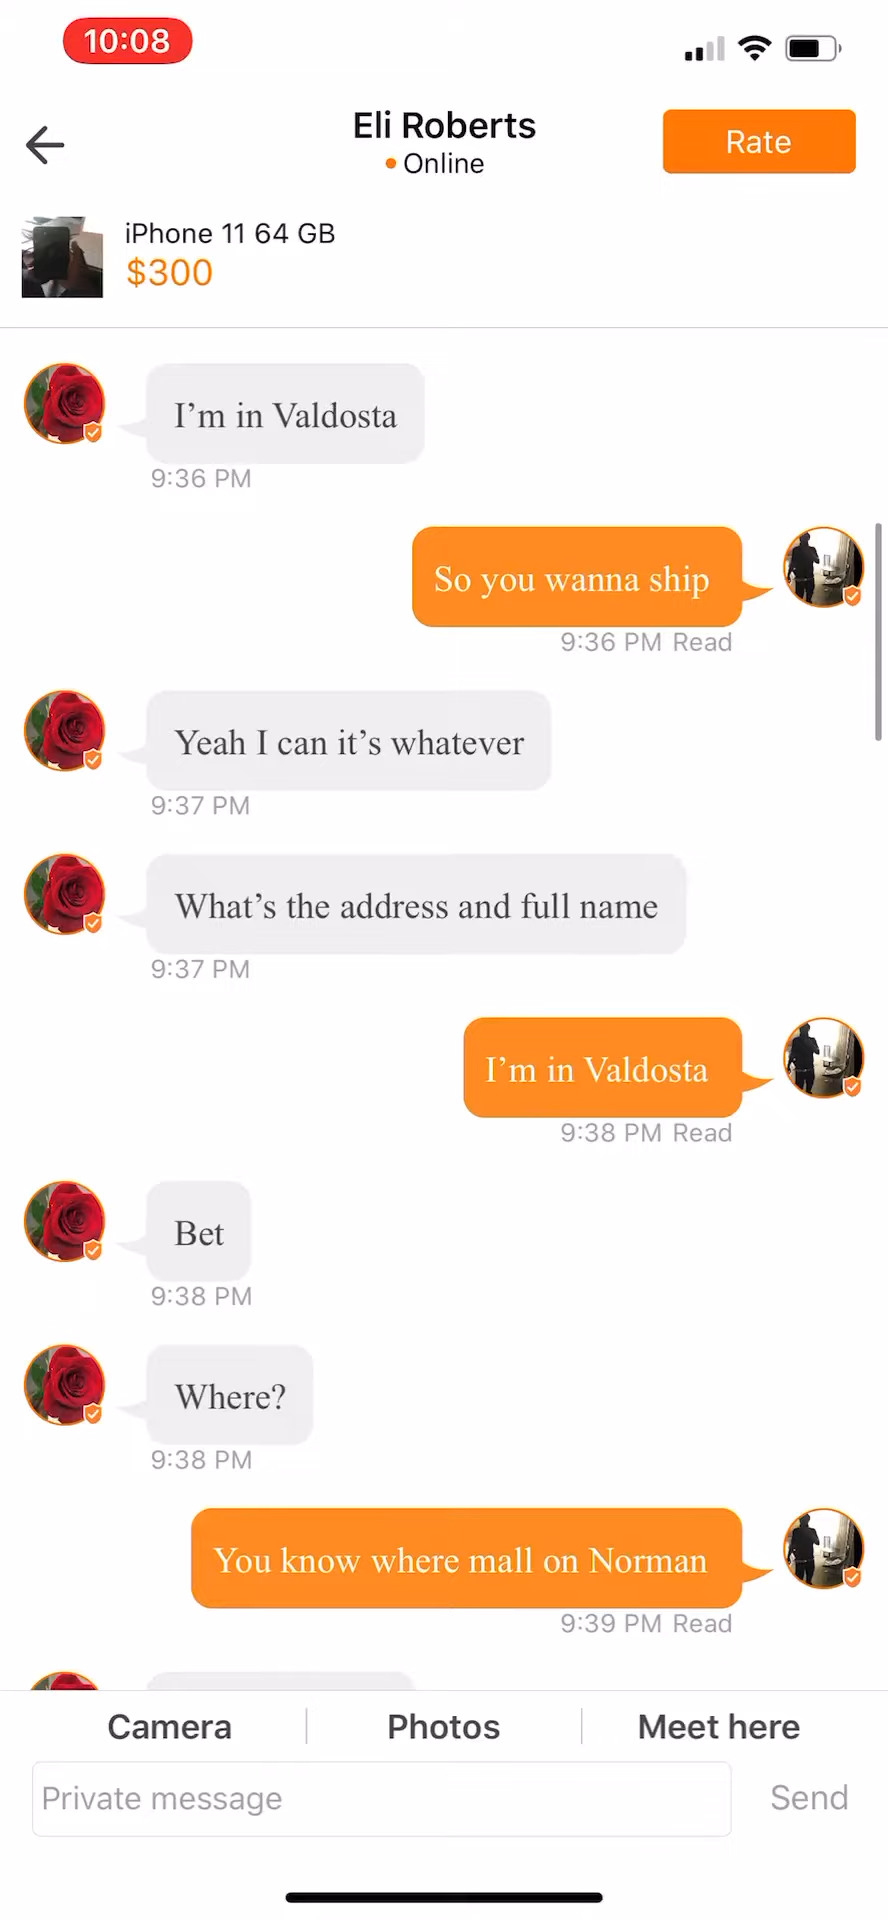 10:08
Eli Roberts
Online
Rate
iPhone 11 64 GB
$300
I’m in Valdosta
9:36 PM
So you wanna ship
9:36 PM Read
Yeah I can it’s whatever
9:37 PM
What’s the address and full name
9:37 PM
I’m in Valdosta
9:38 PM Read
Bet
9:38 PM
Where?
9:38 PM
You know where mall on Norman
9:39 PM Read
Camera
Photos
Meet here
Private message
Send